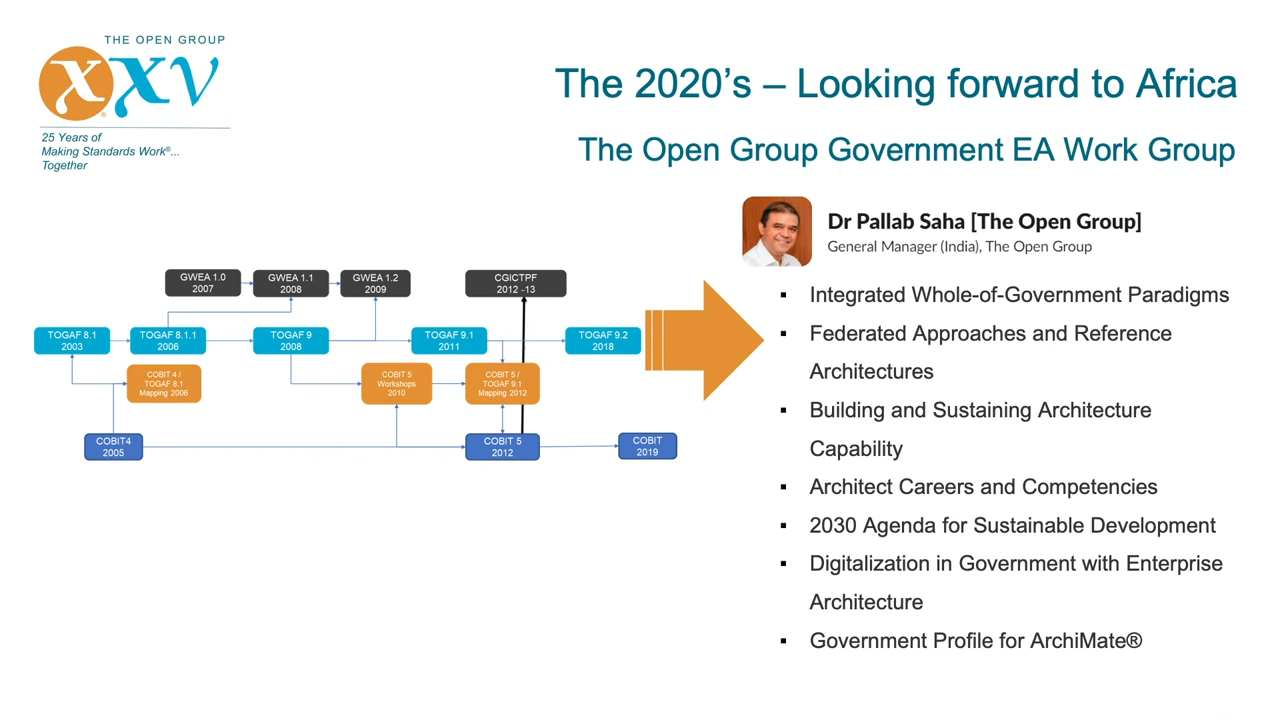 THE OPEN GROUP
XXV
25 Years of
Making Standards Work®...
Together
The 2020's – Looking forward to Africa
The Open Group Government EA Work Group
Dr Pallab Saha [The Open Group]
General Manager (India), The Open Group
GWEA 1.0
2007
GWEA 1.1
2008
GWEA 1.2
2009
CGICTPF
2012 -13
TOGAF 8.1
2003
TOGAF 8.1.1
2006
TOGAF 9
2008
TOGAF 9.1
2011
TOGAF 9.2
2018
COBIT 4 /
TOGAF 8.1
Mapping 2006
COBIT 5
Workshops
2010
COBIT 5 /
TOGAF 9.1
Mapping 2012
COBIT4
2005
COBIT 5
2012
COBIT
2019
▪ Integrated Whole-of-Government Paradigms
▪ Federated Approaches and Reference
Architectures
▪ Building and Sustaining Architecture
Capability
▪ Architect Careers and Competencies
▪ 2030 Agenda for Sustainable Development
▪ Digitalization in Government with Enterprise
Architecture
▪ Government Profile for ArchiMate®